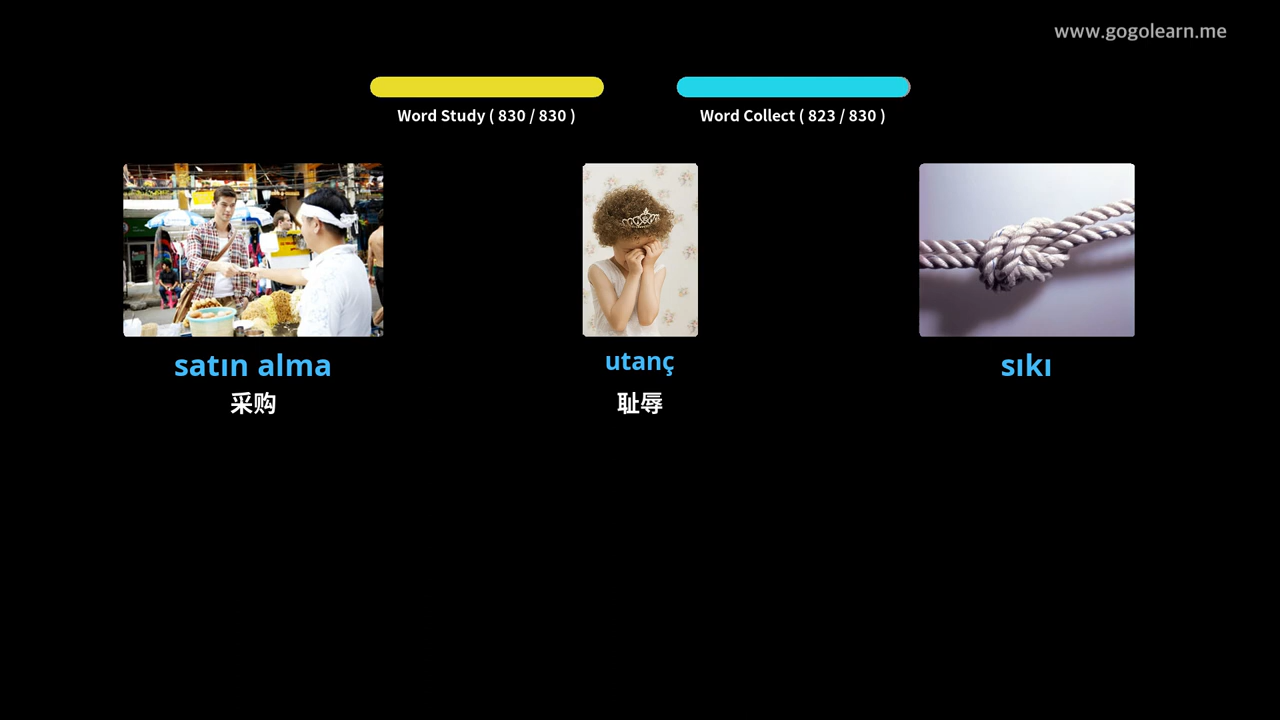 www.gogolearn.me
Word Study ( 830 / 830 )
Word Collect ( 823 / 830 )
satın alma
采购
utanç
耻辱
sıkı